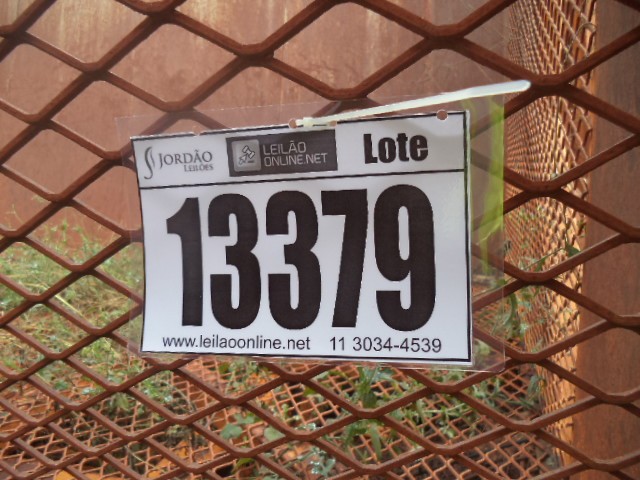 JORDÃO
LEILÕES
LEILÃO
ONLINE.NET
Lote
13379
www.leilaoonline.net 11 3034-4539